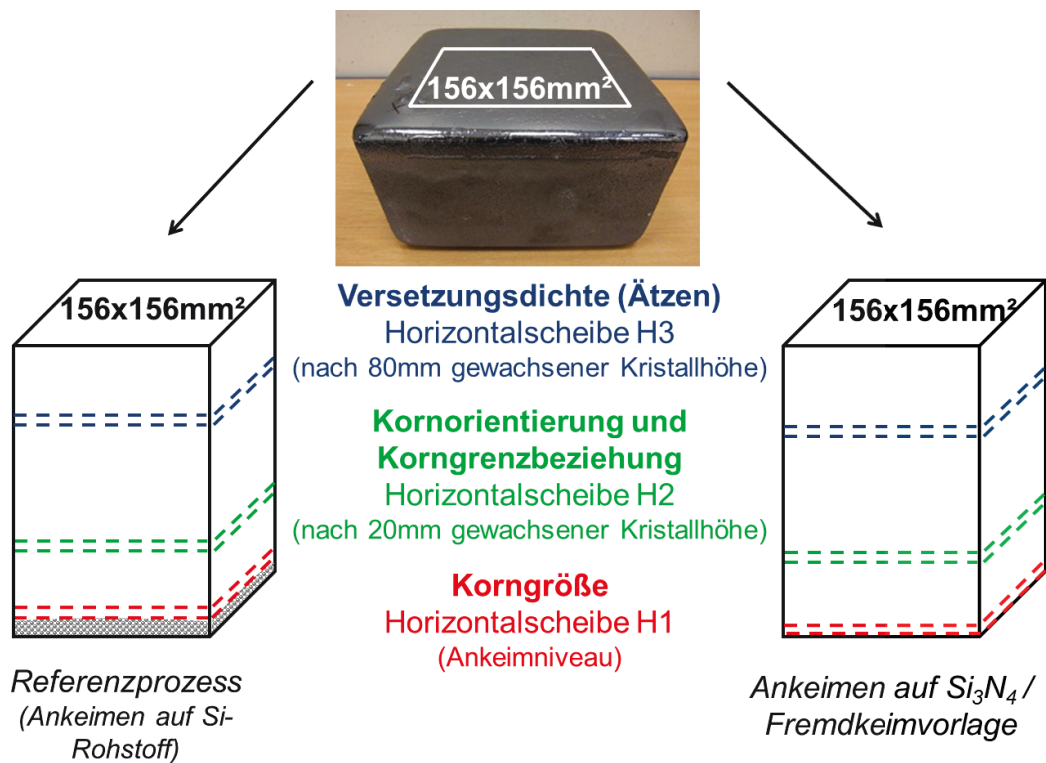 156x156mm²
156x156mm²
Versetzungsdichte (Ätzen)
Horizontalscheibe H3
(nach 80mm gewachsener Kristallhöhe)
Kornorientierung und
Korngrenzbeziehung
Horizontalscheibe H2
(nach 20mm gewachsener Kristallhöhe)
Korngröße
Horizontalscheibe H1
(Ankeimniveau)
156x156mm²
Referenzprozess
(Ankeimen auf Si-
Rohstoff)
Ankeimen auf Si₃N₄ /
Fremdkeimvorlage